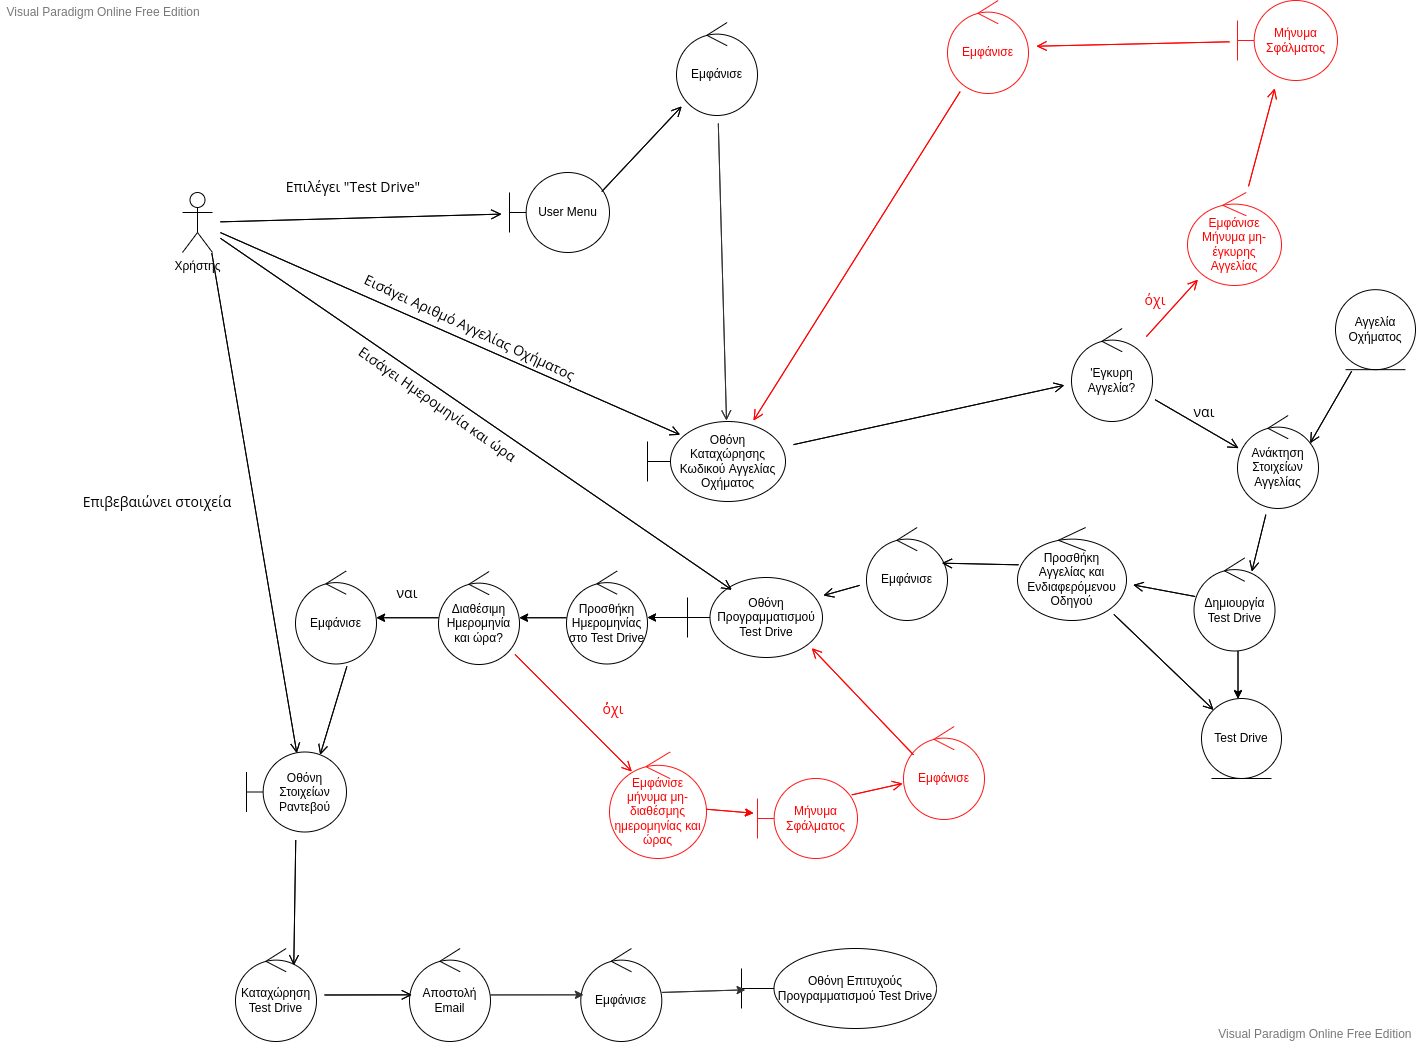 Visual Paradigm Online Free Edition
Εμφάνισε
Εμφάνισε
Μήνυμα
Σφάλματος
Επιλέγει "Test Drive"
User Menu
Χρήστης
Εμφάνισε
Μήνυμα μη-
έγκυρης
Αγγελίας
όχι
Αγγελία
Οχήματος
Εισάγει Αριθμό Αγγελίας Οχήματος
Εισάγει Ημερομηνία και ώρα
Έγκυρη
Αγγελία?
ναι
Οθόνη
Καταχώρησης
Κωδικού Αγγελίας
Οχήματος
Ανάκτηση
Στοιχείων
Αγγελίας
Επιβεβαιώνει στοιχεία
Εμφάνισε
ναι
Διαθέσιμη
Ημερομηνία
και ώρα?
Προσθήκη
Ημερομηνίας
στο Test Drive
Οθόνη
Προγραμματισμού
Test Drive
Εμφάνισε
Προσθήκη
Αγγελίας και
Ενδιαφερόμενου
Οδηγού
Δημιουργία
Test Drive
όχι
Test Drive
Οθόνη
Στοιχείων
Ραντεβού
Εμφάνισε
μήνυμα μη-
διαθέσμης
ημερομηνίας και
ώρας
Μήνυμα
Σφάλματος
Εμφάνισε
Καταχώρηση
Test Drive
Αποστολή
Email
Εμφάνισε
Οθόνη Επιτυχούς
Προγραμματισμού Test Drive
Visual Paradigm Online Free Edition